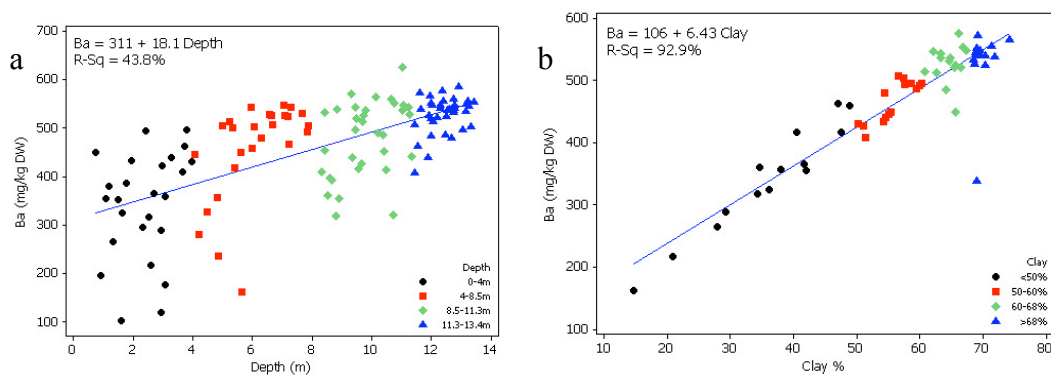 a
Ba = 311 + 18.1 Depth
R-Sq = 43.8%
700
600
500
400
300
200
100
Ba (mg/kg DW)
0
2
4
6
8
10
12
14
Depth (m)
Depth
0-4m
4-8.5m
8.5-11.3m
11.3-13.4m
b
Ba = 106 + 6.43 Clay
R-Sq = 92.9%
600
500
400
300
200
100
Ba (mg/kg DW)
10
20
30
40
50
60
70
80
Clay %
Clay
<50%
50-60%
60-68%
>68%